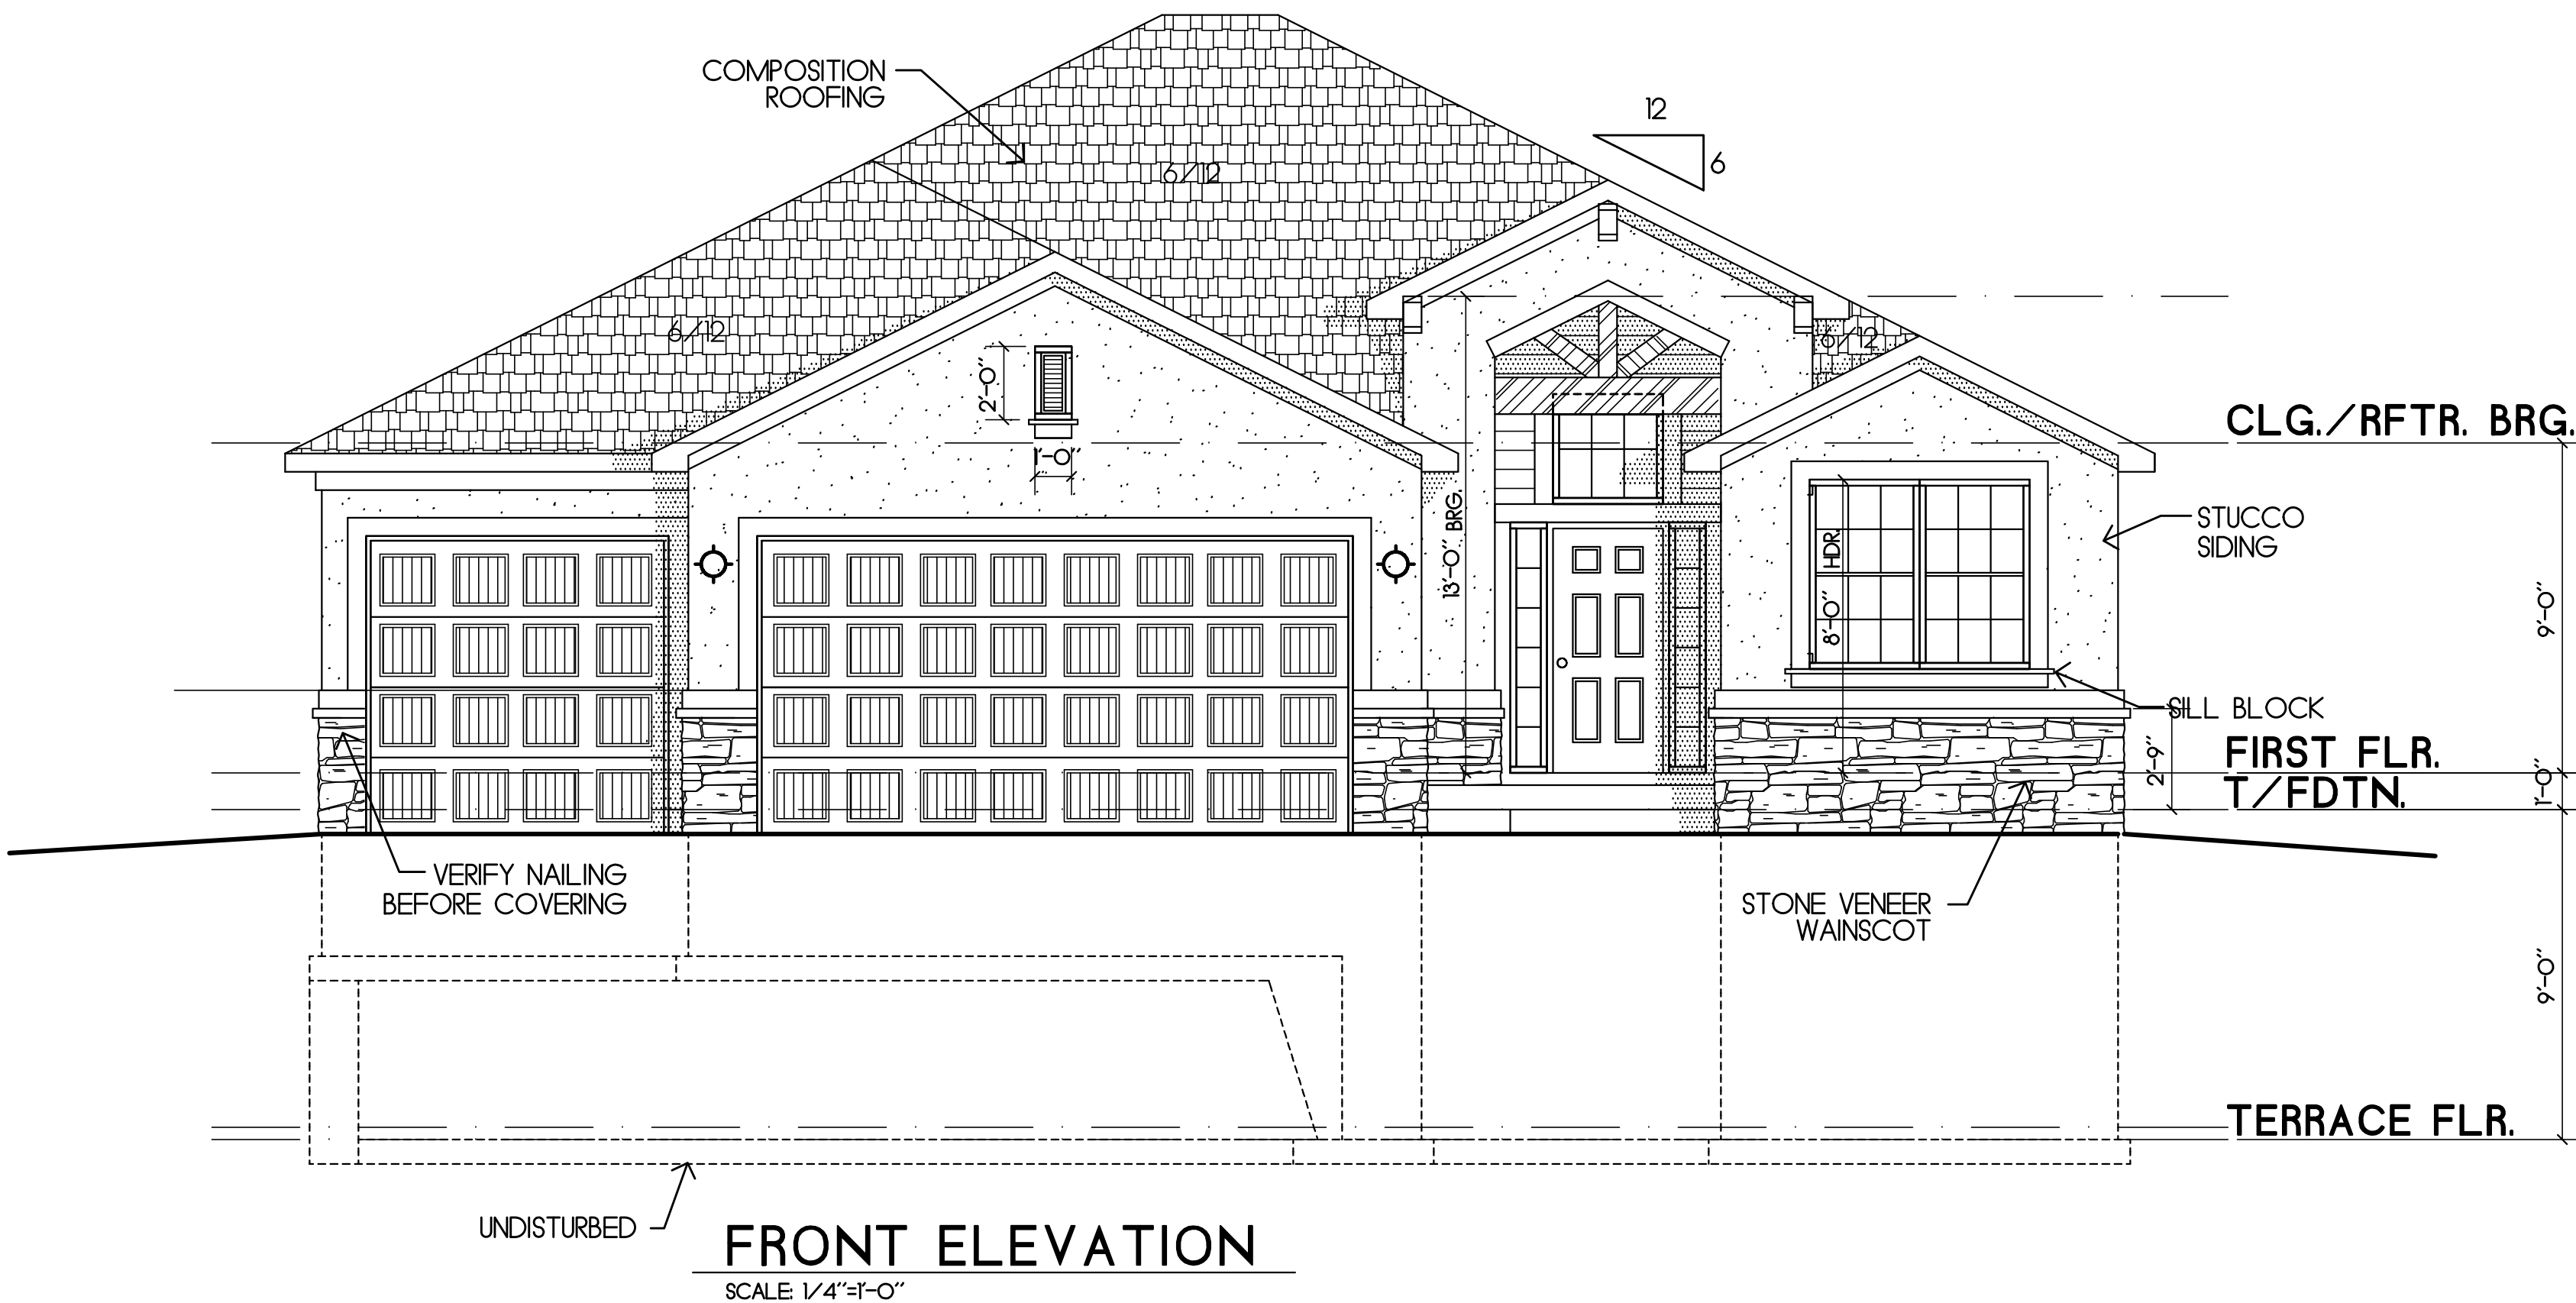 COMPOSITION
ROOFING
12
6
6/12
6/12
6/12
2'-0"
1'-0"
CLG./RFTR. BRG.
13'-0" BRG.
HDR.
8'-0"
STUCCO
SIDING
9'-0"
SILL BLOCK
FIRST FLR.
T/FDTN.
2'-9"
1'-0"
VERIFY NAILING
BEFORE COVERING
STONE VENEER
WAINSCOT
9'-0"
TERRACE FLR.
UNDISTURBED
FRONT ELEVATION
SCALE: 1/4"=1'-0"